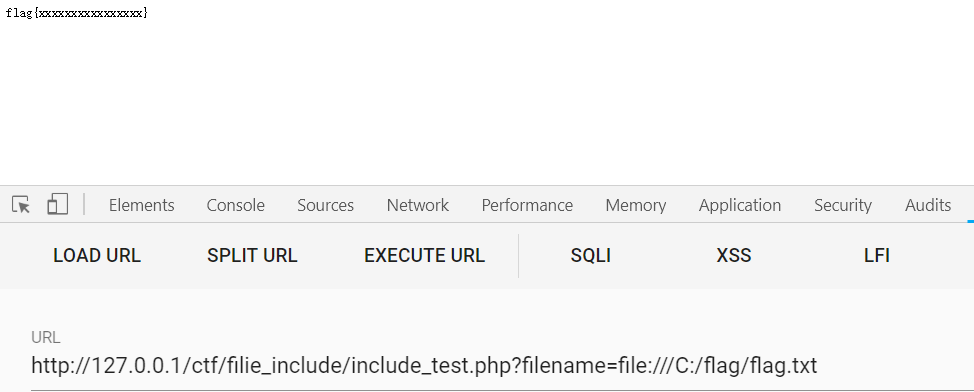 flag{xxxxxxxxxxxxxxxx}
Elements Console Sources Network Performance Memory Application Security Audits
LOAD URL SPLIT URL EXECUTE URL SQLI XSS LFI
URL
http://127.0.0.1/ctf/filie_include/include_test.php?filename=file:///C:/flag/flag.txt